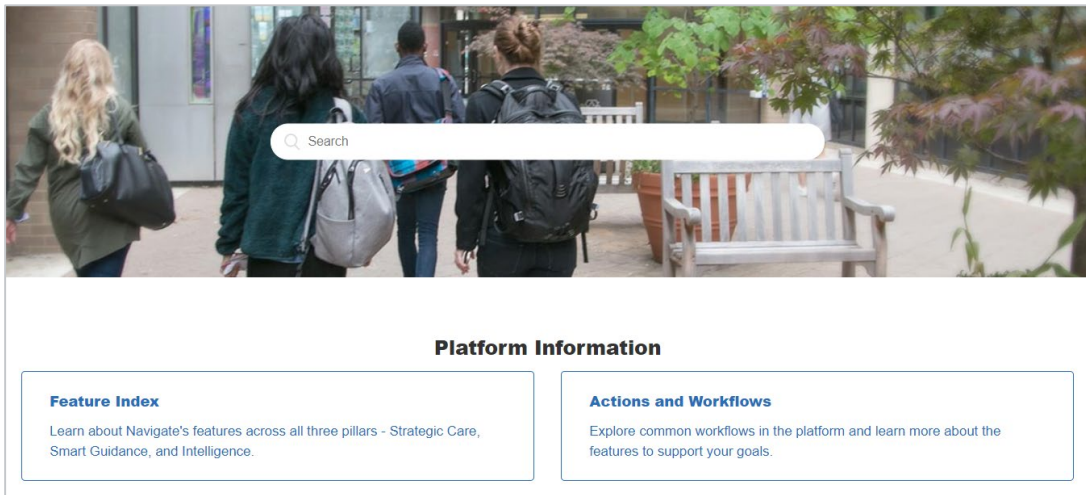 Search
Platform Information
Feature Index
Learn about Navigate's features across all three pillars - Strategic Care,
Smart Guidance, and Intelligence.
Actions and Workflows
Explore common workflows in the platform and learn more about the
features to support your goals.